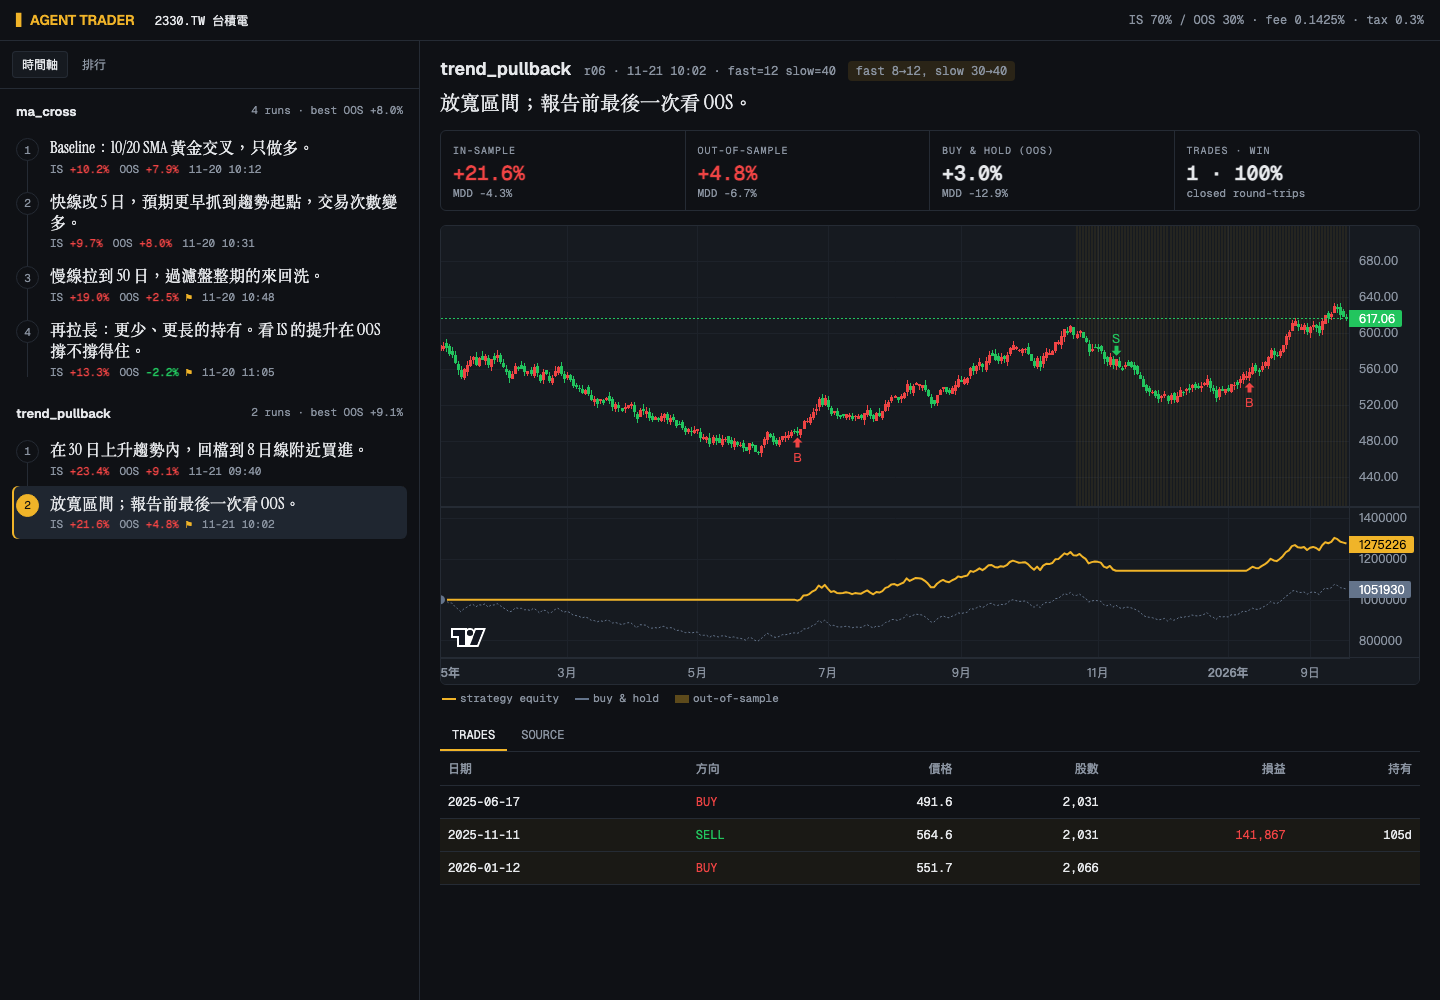 AGENT TRADER 2330.TW 台積電
IS 70% / OOS 30% · fee 0.1425% · tax 0.3%
時間軸 排行
ma_cross 4 runs · best OOS +8.0%
1 Baseline：10/20 SMA 黃金交叉，只做多。
IS +10.2% OOS +7.9% 11-20 10:12
2 快線改 5 日，預期更早抓到趨勢起點，交易次數變
多。
IS +9.7% OOS +8.0% 11-20 10:31
3 慢線拉到 50 日，過濾盤整期的來回洗。
IS +19.0% OOS +2.5% ⚑ 11-20 10:48
4 再拉長：更少、更長的持有。看 IS 的提升在 OOS
撐不撐得住。
IS +13.3% OOS -2.2% ⚑ 11-20 11:05
trend_pullback 2 runs · best OOS +9.1%
1 在 30 日上升趨勢內，回檔到 8 日線附近買進。
IS +23.4% OOS +9.1% 11-21 09:40
2 放寬區間；報告前最後一次看 OOS。
IS +21.6% OOS +4.8% ⚑ 11-21 10:02
trend_pullback r06 · 11-21 10:02 · fast=12 slow=40 fast 8→12, slow 30→40
放寬區間；報告前最後一次看 OOS。
IN-SAMPLE
+21.6%
MDD -4.3%
OUT-OF-SAMPLE
+4.8%
MDD -6.7%
BUY & HOLD (OOS)
+3.0%
MDD -12.9%
TRADES · WIN
1 · 100%
closed round-trips
680.00
640.00
617.06
600.00
560.00
520.00
480.00
440.00
S
B
B
1400000
1275226
1200000
1051930
1000000
800000
5年 3月 5月 7月 9月 11月 2026年 9日
strategy equity buy & hold out-of-sample
TRADES SOURCE
日期 方向 價格 股數 損益 持有
2025-06-17 BUY 491.6 2,031
2025-11-11 SELL 564.6 2,031 141,867 105d
2026-01-12 BUY 551.7 2,066